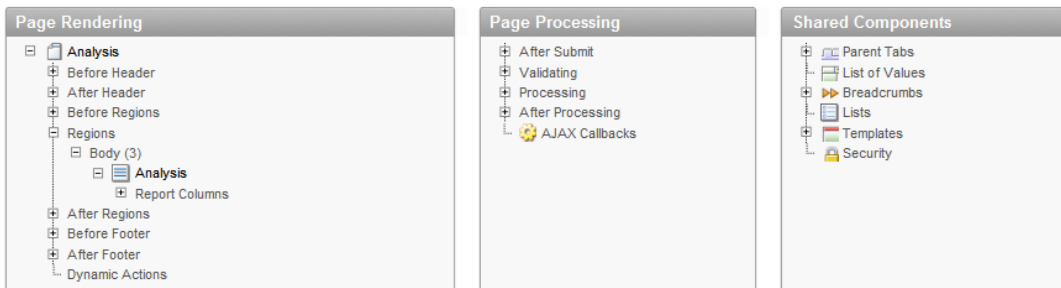 Page Rendering
Analysis
Before Header
After Header
Before Regions
Regions
Body (3)
Analysis
Report Columns
After Regions
Before Footer
After Footer
Dynamic Actions
Page Processing
After Submit
Validating
Processing
After Processing
AJAX Callbacks
Shared Components
Parent Tabs
List of Values
Breadcrumbs
Lists
Templates
Security